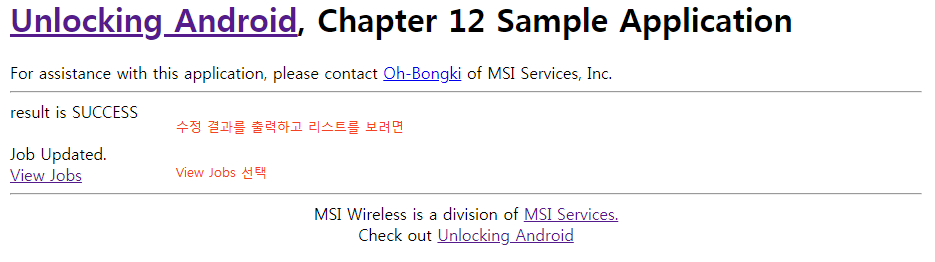 Unlocking Android, Chapter 12 Sample Application
For assistance with this application, please contact Oh-Bongki of MSI Services, Inc.
result is SUCCESS
수정 결과를 출력하고 리스트를 보려면
Job Updated.
View Jobs
View Jobs 선택
MSI Wireless is a division of MSI Services.
Check out Unlocking Android